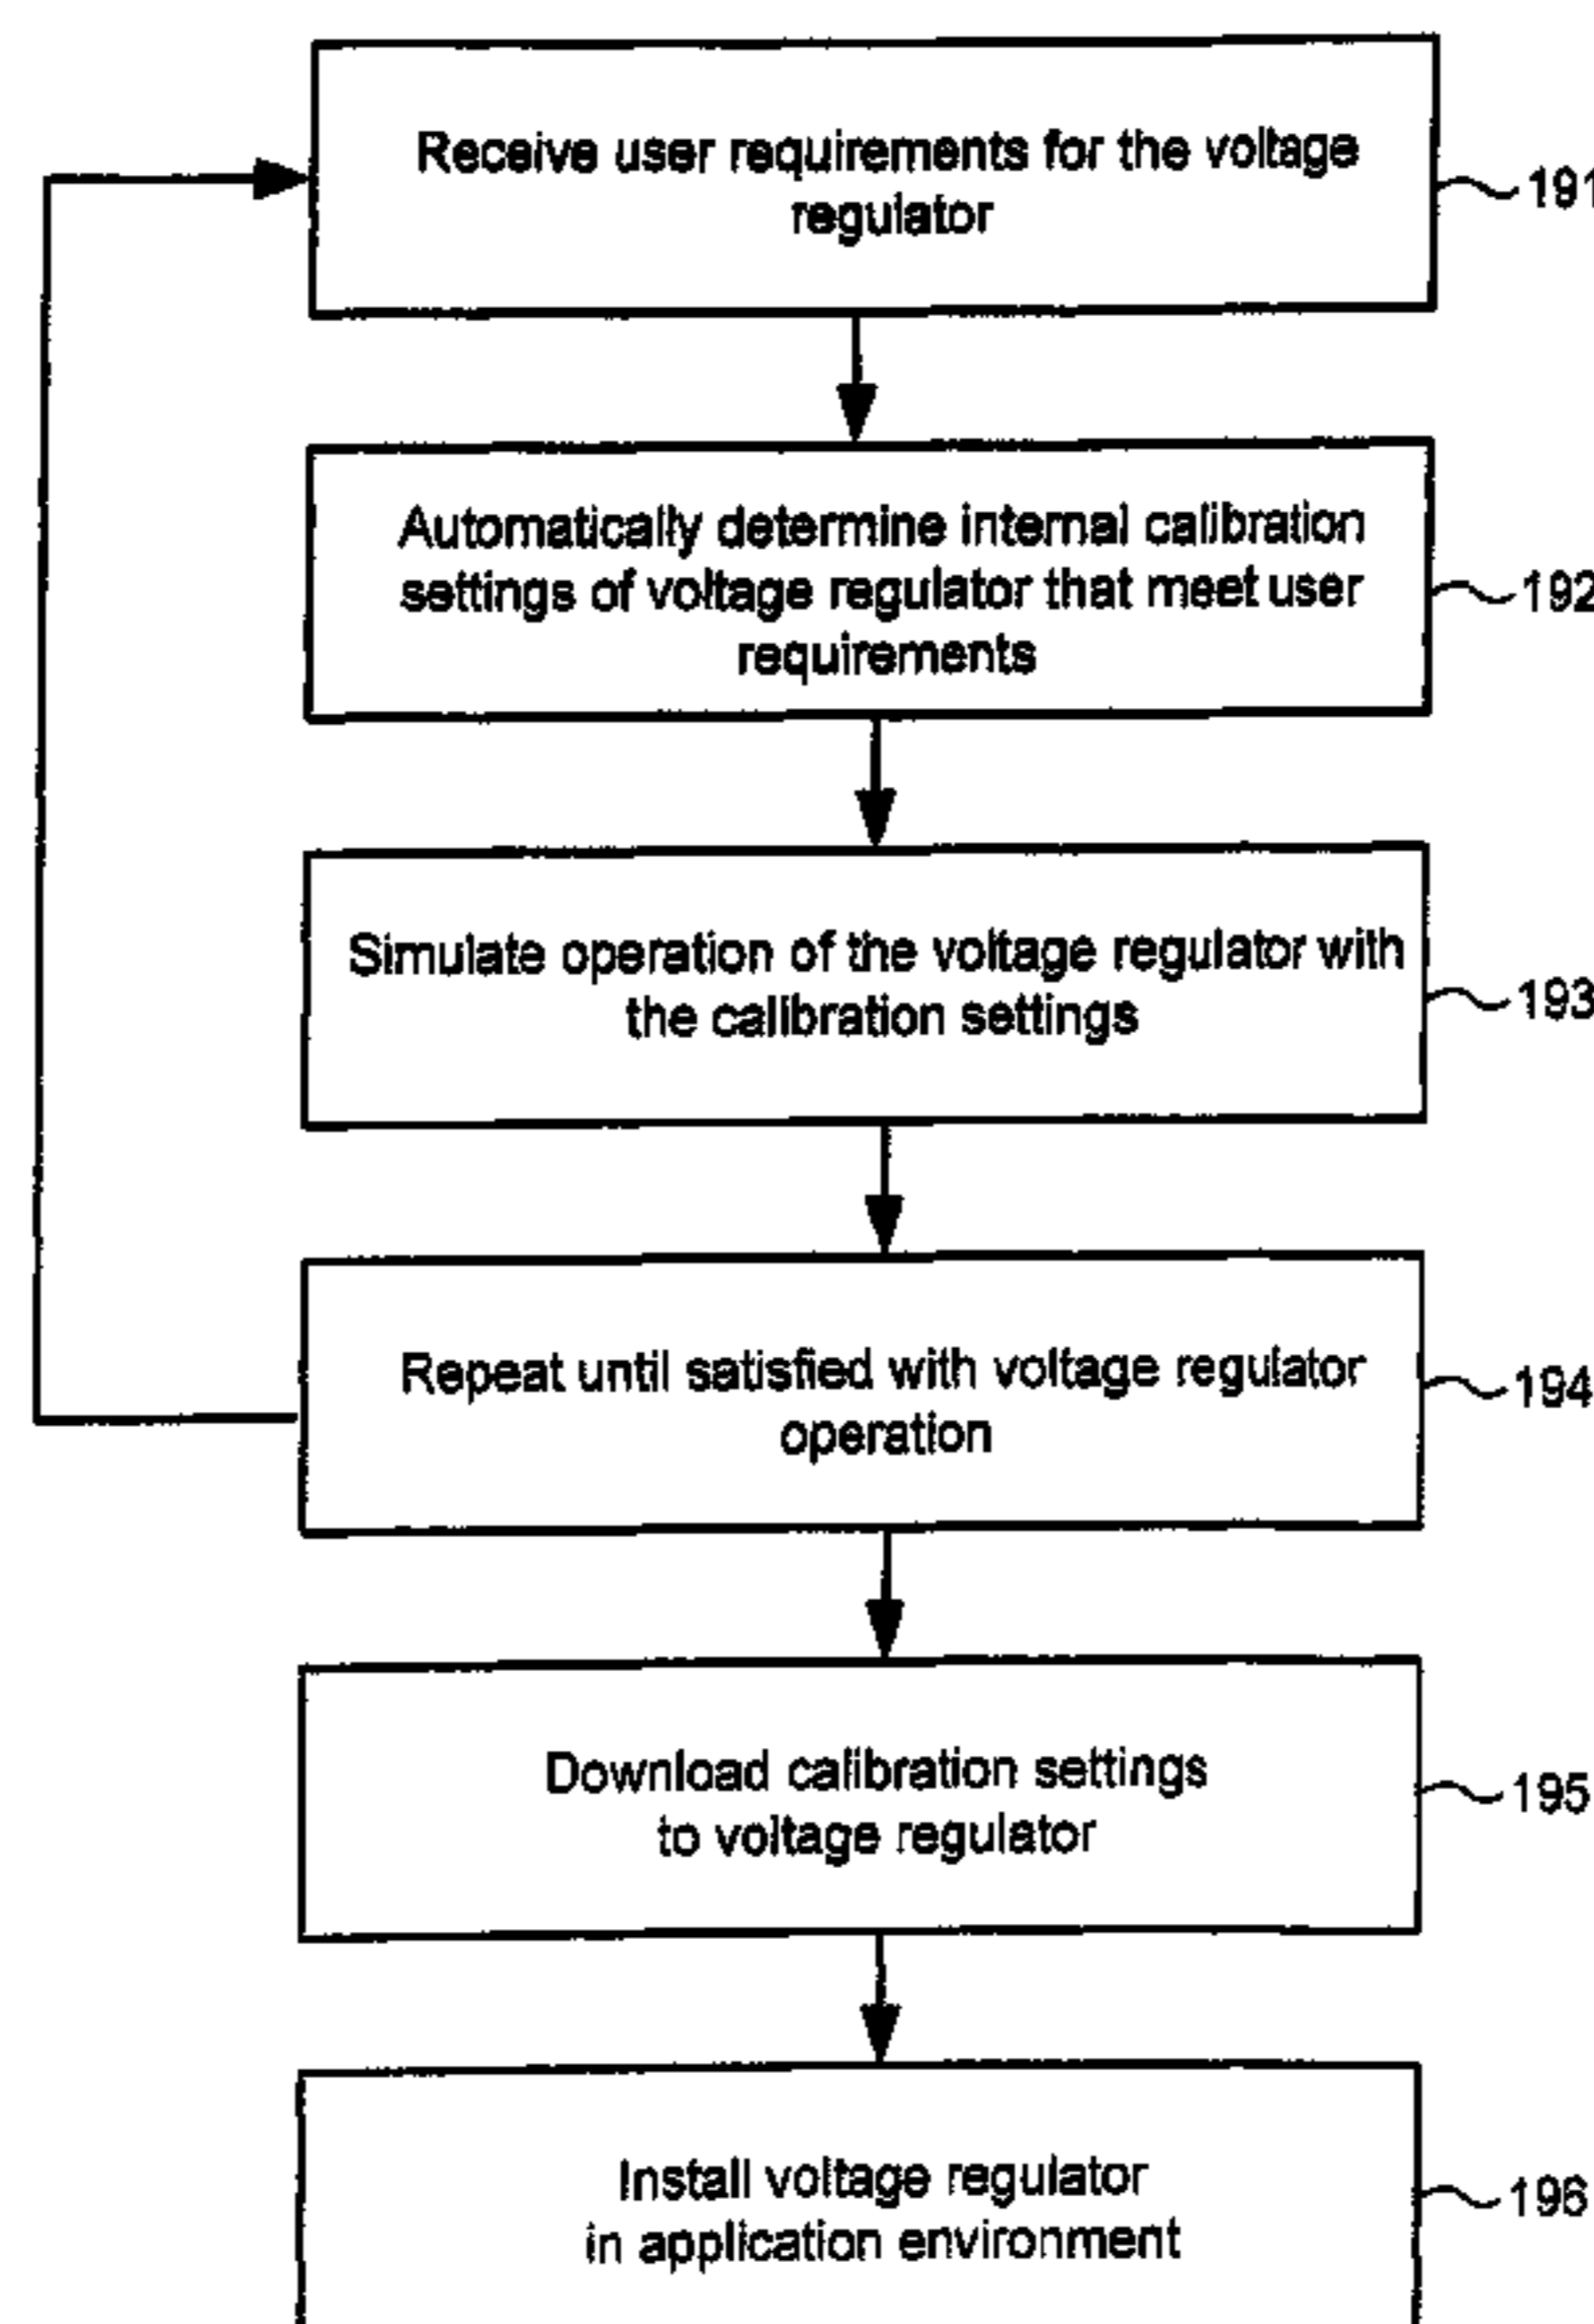 Receive user requirements for the voltage
regulator
191
Automatically determine internal calibration
settings of voltage regulator that meet user
requirements
192
Simulate operation of the voltage regulator with
the calibration settings
193
Repeat until satisfied with voltage regulator
operation
194
Download calibration settings
to voltage regulator
195
Install voltage regulator
in application environment
196